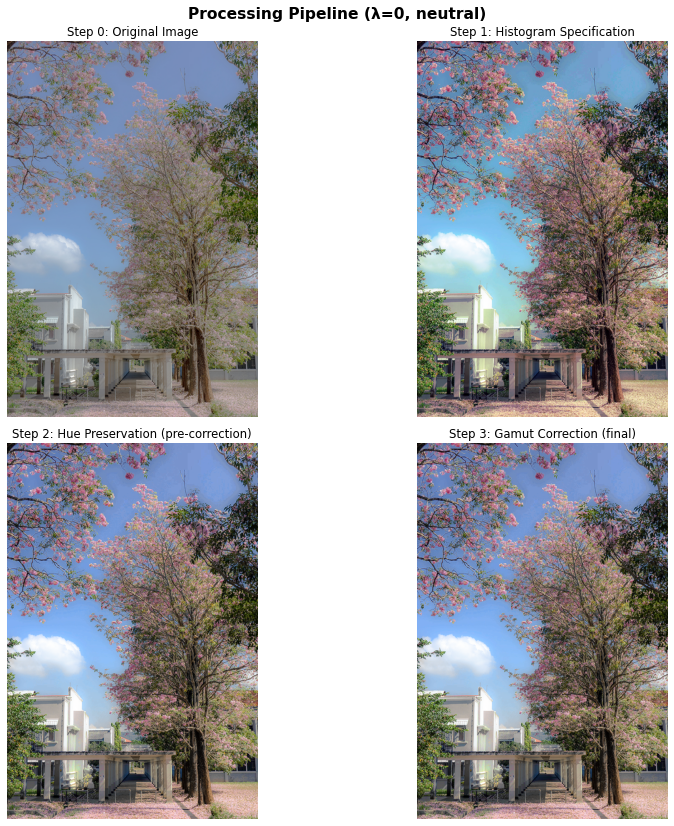 Processing Pipeline (λ=0, neutral)
Step 0: Original Image
Step 1: Histogram Specification
Step 2: Hue Preservation (pre-correction)
Step 3: Gamut Correction (final)